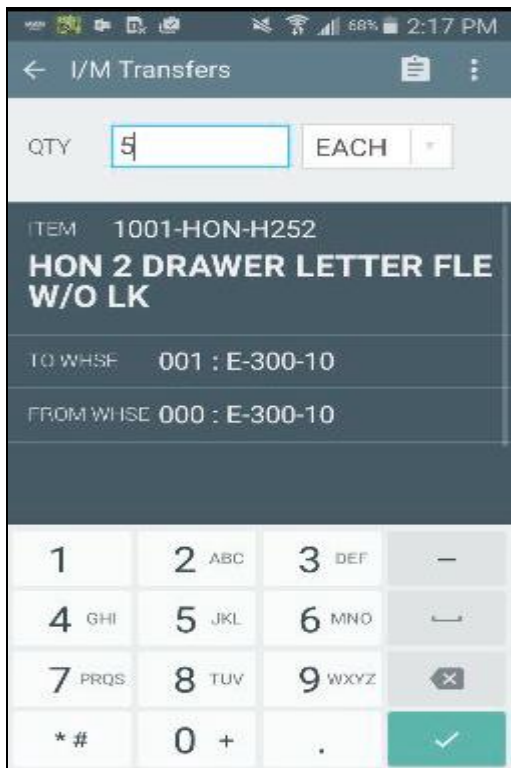 68% 2:17 PM
I/M Transfers
QTY 5 EACH
ITEM 1001-HON-H252
HON 2 DRAWER LETTER FLE
W/O LK
TO WHSE 001 : E-300-10
FROM WHSE 000 : E-300-10
1 2 ABC 3 DEF –
4 GHI 5 JKL 6 MNO
7 PRQS 8 TUV 9 WXYZ
* # 0 + .